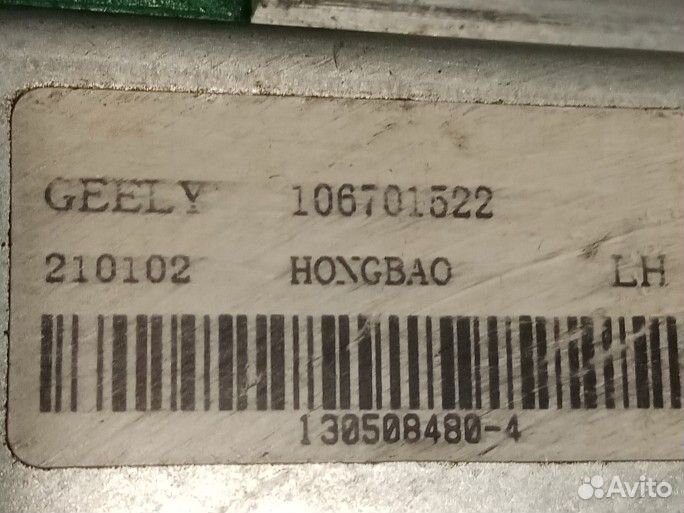 GEELY 106701522
210102 HONGBAO LH
130508480-4
Avito